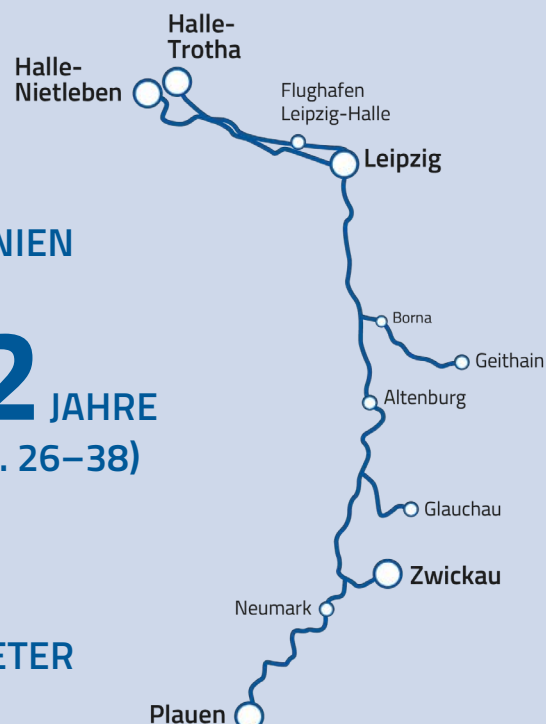 Halle-
Trotha
Halle-
Nietleben
Flughafen
Leipzig-Halle
Leipzig
NIEN
Borna
Geithain
2 JAHRE
Altenburg
. 26–38)
Glauchau
Zwickau
Neumark
ETER
Plauen